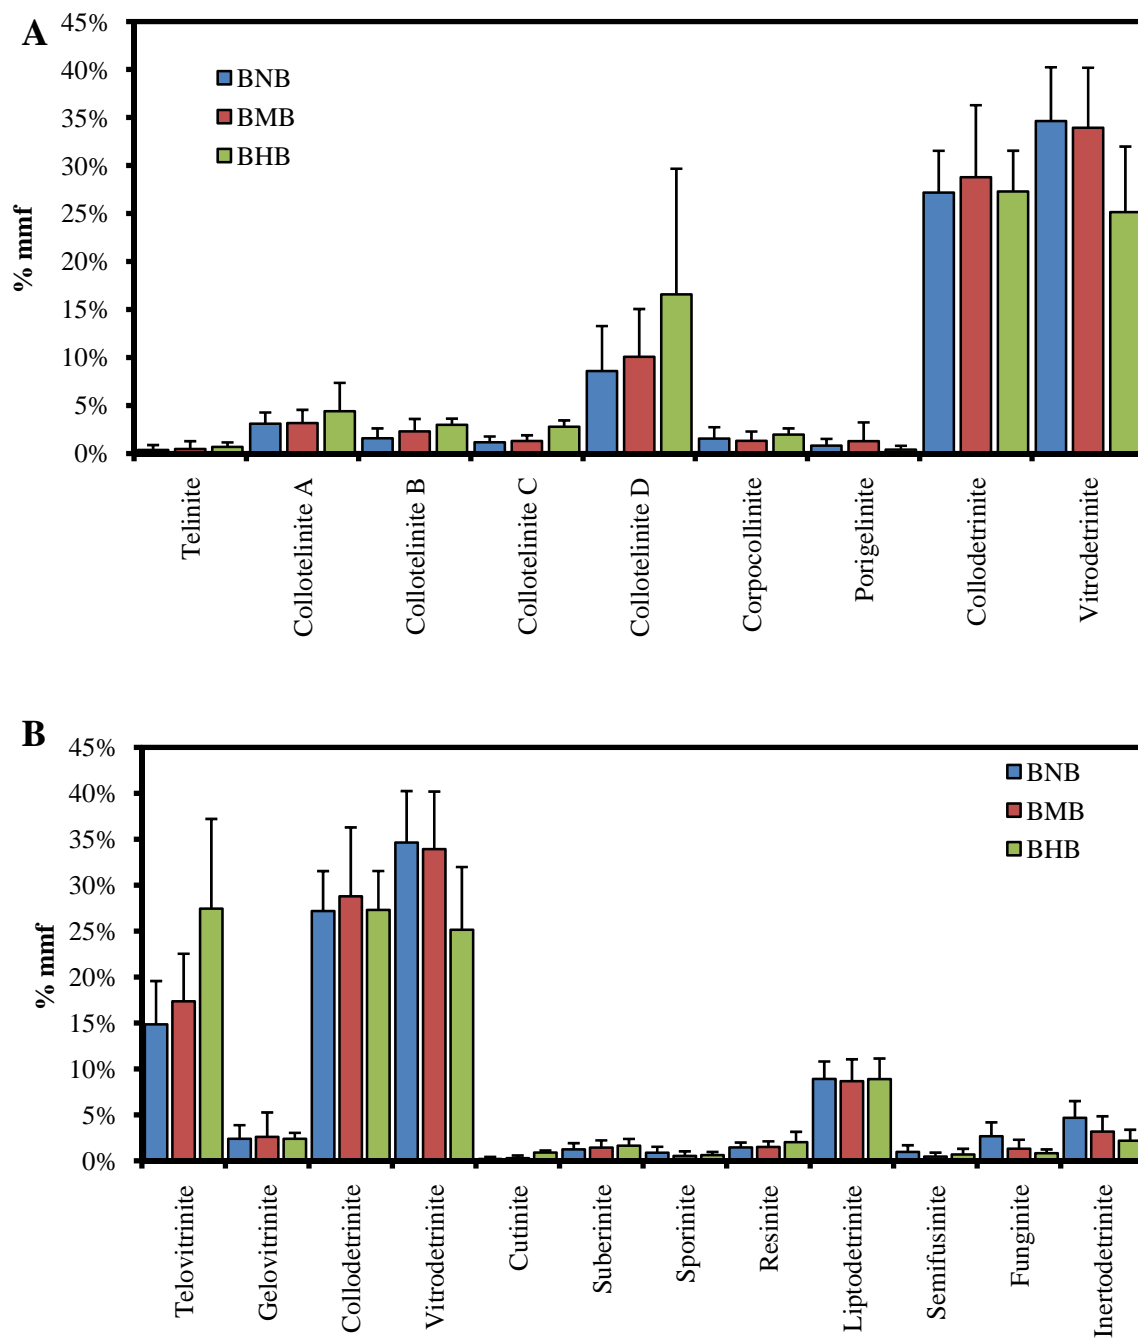 A
45%
40%
35%
30%
25%
20%
15%
10%
5%
0%
% mmf
BNB
BMB
BHB
Telinite
Collotelinite A
Collotelinite B
Collotelinite C
Collotelinite D
Corpocollinite
Porigelinite
Collodetrinite
Vitrodetrinite
B
45%
40%
35%
30%
25%
20%
15%
10%
5%
0%
% mmf
BNB
BMB
BHB
Telovitrinite
Gelovitrinite
Collodetrinite
Vitrodetrinite
Cutinite
Suberinite
Sporinite
Resinite
Liptodetrinite
Semifusinite
Funginite
Inertodetrinite